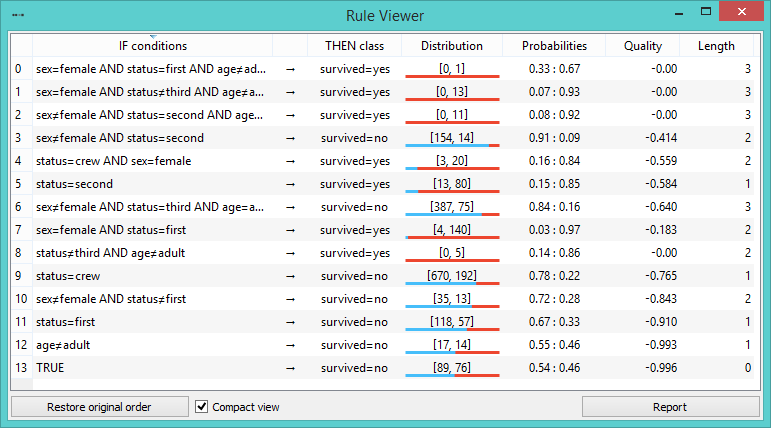 Rule Viewer
IF conditions THEN class Distribution Probabilities Quality Length
0 sex=female AND status=first AND age≠ad... → survived=yes [0, 1] 0.33 : 0.67 -0.00 3
1 sex≠female AND status≠third AND age≠a... → survived=yes [0, 13] 0.07 : 0.93 -0.00 3
2 sex≠female AND status=second AND age... → survived=yes [0, 11] 0.08 : 0.92 -0.00 3
3 sex≠female AND status=second → survived=no [154, 14] 0.91 : 0.09 -0.414 2
4 status=crew AND sex=female → survived=yes [3, 20] 0.16 : 0.84 -0.559 2
5 status=second → survived=yes [13, 80] 0.15 : 0.85 -0.584 1
6 sex≠female AND status=third AND age=a... → survived=no [387, 75] 0.84 : 0.16 -0.640 3
7 sex=female AND status=first → survived=yes [4, 140] 0.03 : 0.97 -0.183 2
8 status≠third AND age≠adult → survived=yes [0, 5] 0.14 : 0.86 -0.00 2
9 status=crew → survived=no [670, 192] 0.78 : 0.22 -0.765 1
10 sex≠female AND status≠first → survived=no [35, 13] 0.72 : 0.28 -0.843 2
11 status=first → survived=no [118, 57] 0.67 : 0.33 -0.910 1
12 age≠adult → survived=no [17, 14] 0.55 : 0.46 -0.993 1
13 TRUE → survived=no [89, 76] 0.54 : 0.46 -0.996 0
Restore original order Compact view Report